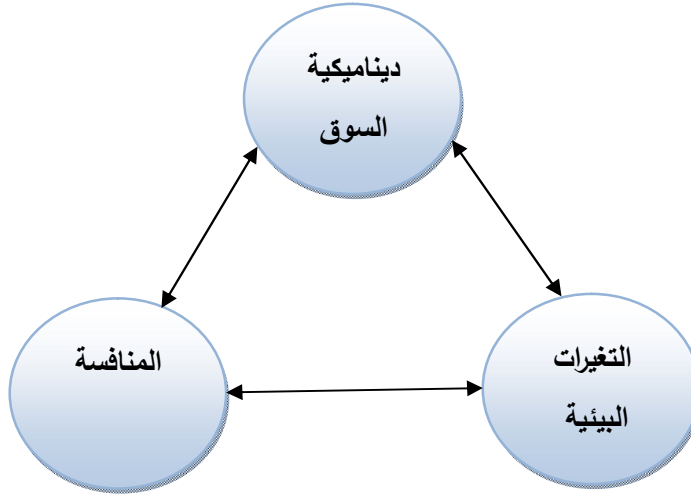 ديناميكية
السوق
التغيرات
البيئية
المنافسة